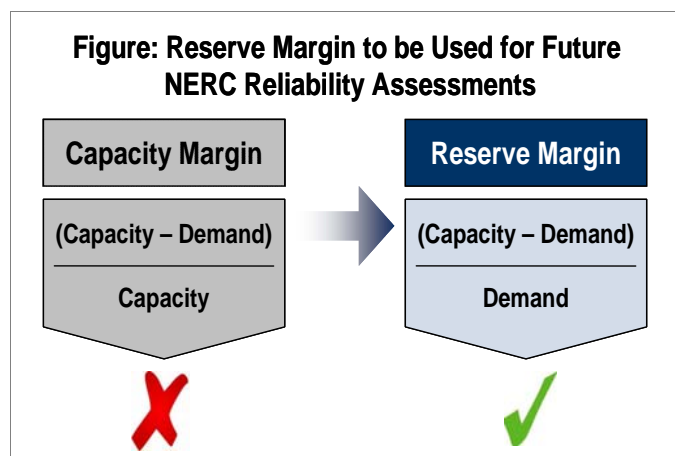 Figure: Reserve Margin to be Used for Future
NERC Reliability Assessments
Capacity Margin
(Capacity – Demand)
Capacity
Reserve Margin
(Capacity – Demand)
Demand